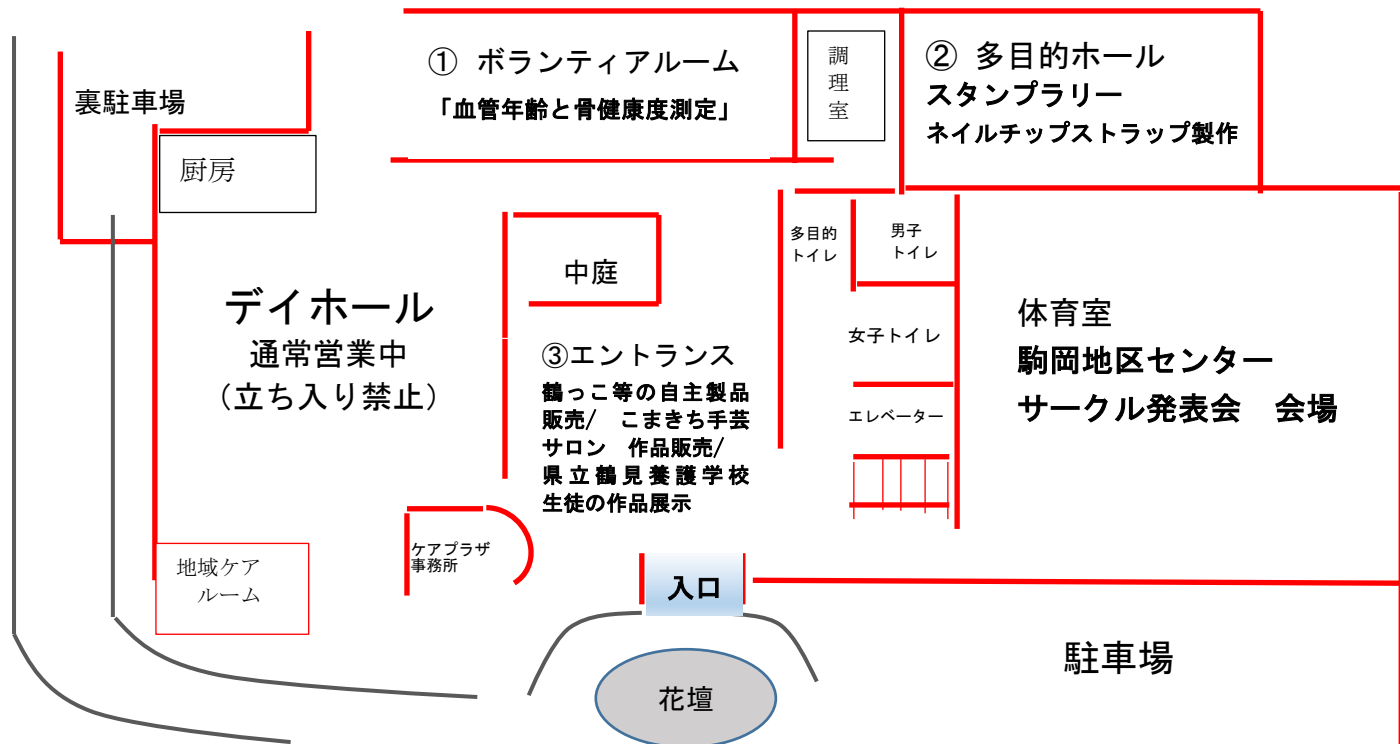 ① ボランティアルーム
「血管年齢と骨健康度測定」
調
理
室
② 多目的ホール
スタンプラリー
ネイルチップストラップ製作
裏駐車場
厨房
多目的
トイレ
男子
トイレ
中庭
デイホール
通常営業中
(立ち入り禁止)
女子トイレ
体育室
駒岡地区センター
サークル発表会 会場
③エントランス
鶴っこ等の自主製品
販売/ こまきち手芸
サロン 作品販売/
県立鶴見養護学校
生徒の作品展示
エレベーター
ケアプラザ
事務所
地域ケア
ルーム
入口
駐車場
花壇